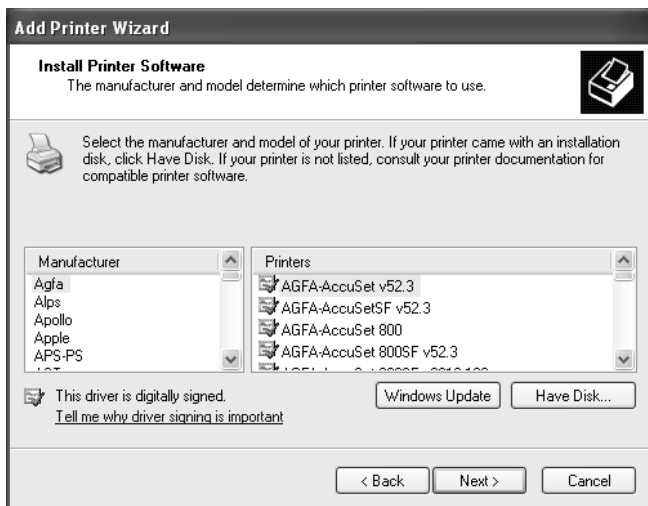 Add Printer Wizard
Install Printer Software
The manufacturer and model determine which printer software to use.
Select the manufacturer and model of your printer. If your printer came with an installation
disk, click Have Disk. If your printer is not listed, consult your printer documentation for
compatible printer software.
Manufacturer
Agfa
Alps
Apollo
Apple
APS-PS
Printers
AGFA-AccuSet v52.3
AGFA-AccuSetSF v52.3
AGFA-AccuSet 800
AGFA-AccuSet 800SF v52.3
This driver is digitally signed.
Tell me why driver signing is important
Windows Update
Have Disk...
< Back
Next >
Cancel